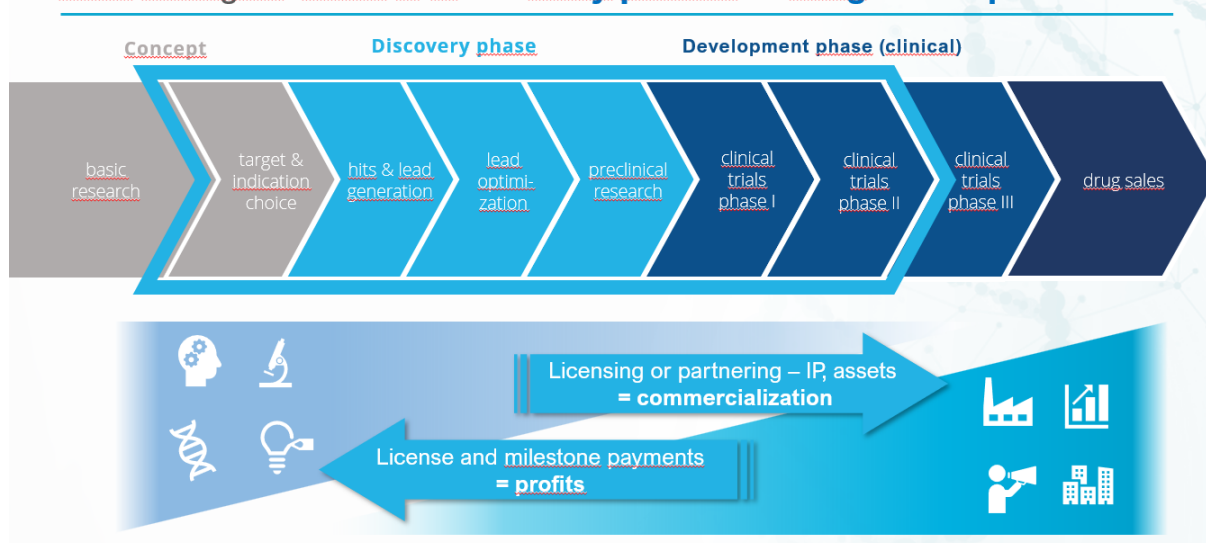 Concept
Discovery phase
Development phase (clinical)
basic
research
target &
indication
choice
hits & lead
generation
lead
optimi-
zation
preclinical
research
clinical
trials
phase I
clinical
trials
phase II
clinical
trials
phase III
drug sales
Licensing or partnering – IP, assets
= commercialization
License and milestone payments
= profits